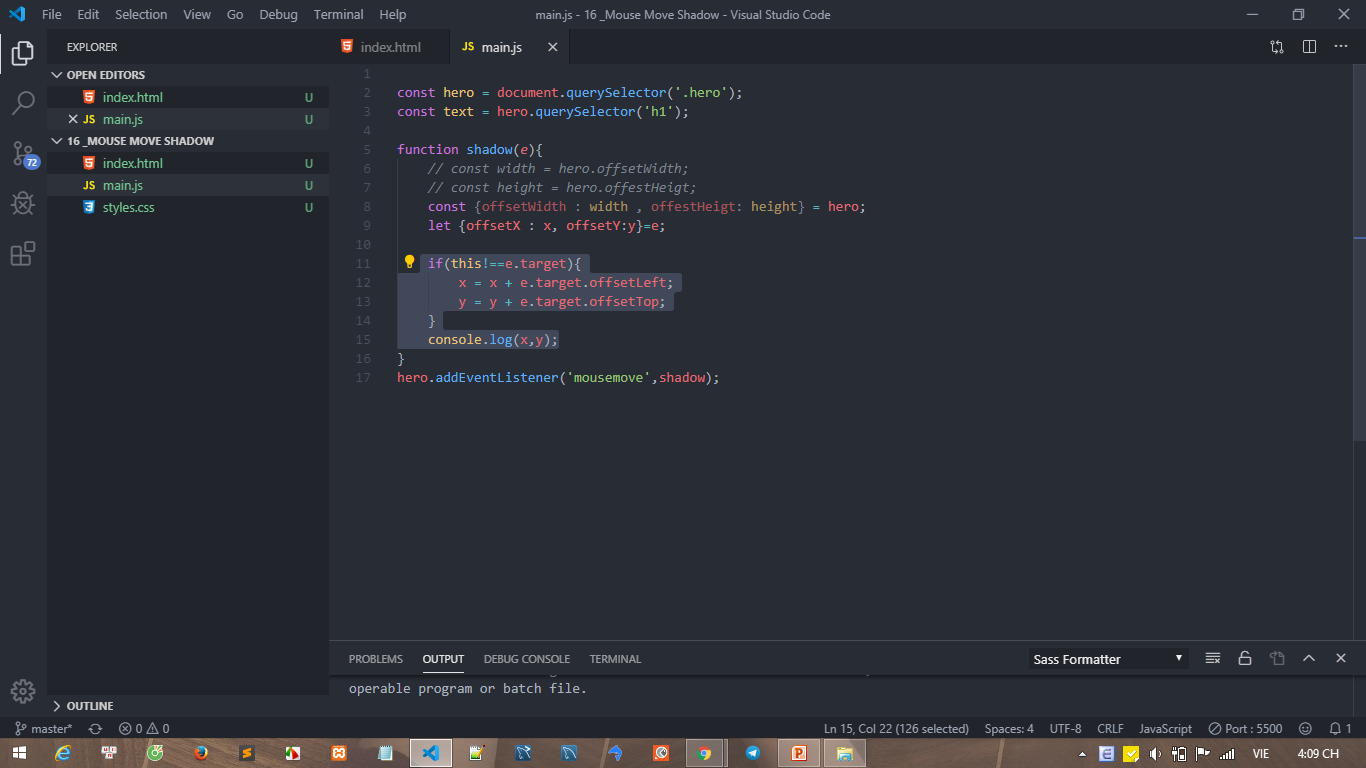 File Edit Selection View Go Debug Terminal Help
main.js - 16 _Mouse Move Shadow - Visual Studio Code
EXPLORER
OPEN EDITORS
index.html U
JS main.js U
16 _MOUSE MOVE SHADOW
index.html U
JS main.js U
styles.css U
72
OUTLINE
index.html
JS main.js
1
2 const hero = document.querySelector('.hero');
3 const text = hero.querySelector('h1');
4
5 function shadow(e){
6 // const width = hero.offsetWidth;
7 // const height = hero.offestHeigt;
8 const {offsetWidth : width , offestHeigt: height} = hero;
9 let {offsetX : x, offsetY:y}=e;
10
11 if(this!==e.target){
12 x = x + e.target.offsetLeft;
13 y = y + e.target.offsetTop;
14 }
15 console.log(x,y);
16 }
17 hero.addEventListener('mousemove',shadow);
PROBLEMS OUTPUT DEBUG CONSOLE TERMINAL
Sass Formatter
operable program or batch file.
master* 0 0
Ln 15, Col 22 (126 selected) Spaces: 4 UTF-8 CRLF JavaScript Port : 5500 1
VIE 4:09 CH